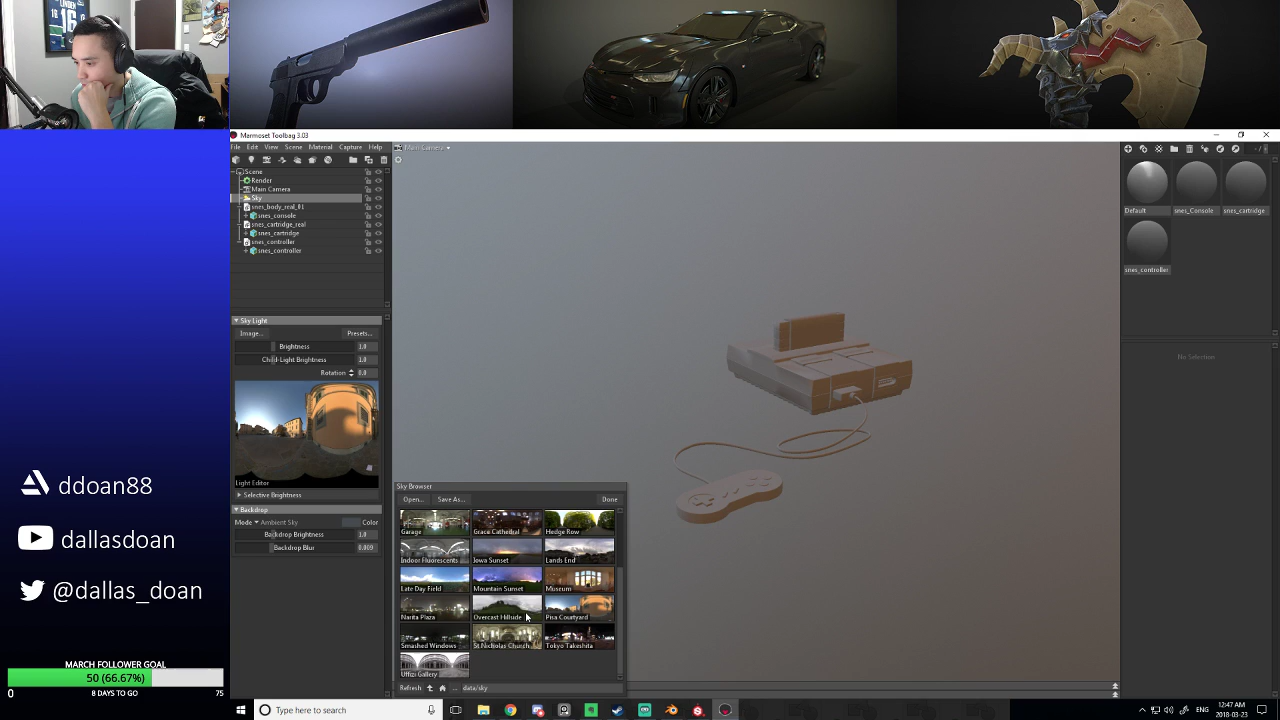 LINDEN
16
Marmoset Toolbag 3.03
File Edit View Scene Material Capture Help
Main Camera
Scene
Render
Main Camera
Sky
snes_body_real_01
snes_console
snes_cartridge_real
snes_cartridge
snes_controller
snes_controller
Default
snes_Console
snes_cartridge
snes_controller
No Selection
Sky Light
Image...
Presets...
Brightness 1.0
Child-Light Brightness 1.0
Rotation 0.0
Light Editor
Selective Brightness
Backdrop
Mode Ambient Sky Color
Backdrop Brightness 1.0
Backdrop Blur 0.009
Sky Browser
Open... Save As... Done
Garage
Grace Cathedral
Hedge Row
Indoor Fluorescents
Iowa Sunset
Lands End
Late Day Field
Mountain Sunset
Museum
Narita Plaza
Overcast Hillside
Pisa Courtyard
Smashed Windows
St Nicholas Church
Tokyo Takeshita
Uffizi Gallery
Refresh ... data/sky
ddoan88
dallasdoan
@dallas_doan
MARCH FOLLOWER GOAL
50 (66.67%)
0 8 DAYS TO GO 75
Type here to search
ENG
12:47 AM
2018-03-23